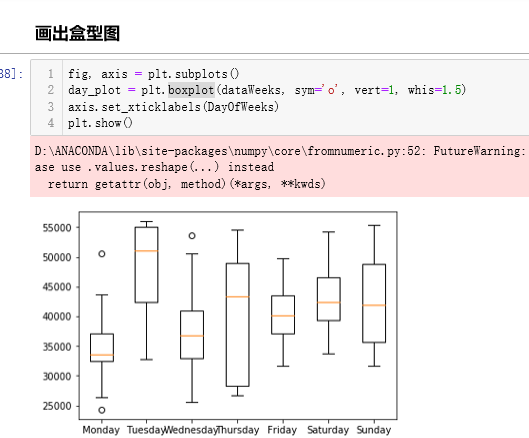 画出盒型图
38]:
1 fig, axis = plt.subplots()
2 day_plot = plt.boxplot(dataWeeks, sym='o', vert=1, whis=1.5)
3 axis.set_xticklabels(DayOfWeeks)
4 plt.show()
D:\ANACONDA\lib\site-packages\numpy\core\fromnumeric.py:52: FutureWarning:
ase use .values.reshape(...) instead
return getattr(obj, method)(*args, **kwds)
55000
50000
45000
40000
35000
30000
25000
Monday Tuesday Wednesday Thursday Friday Saturday Sunday